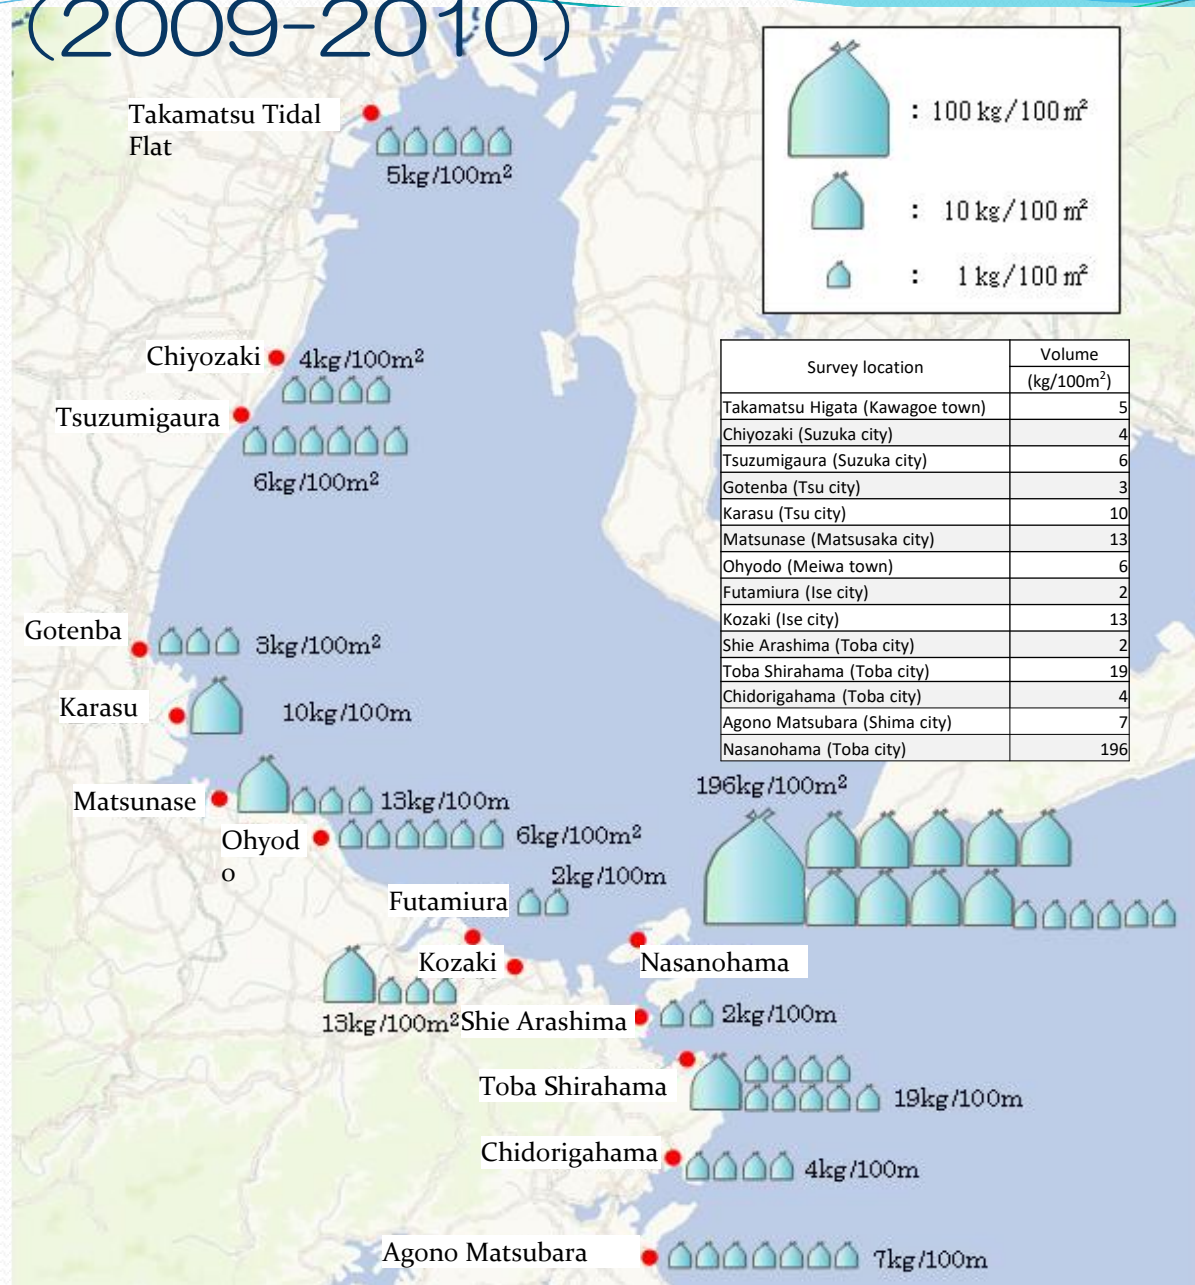 (2009-2010)
: 100 kg/100 m²
: 10 kg/100 m²
: 1 kg/100 m²
Takamatsu Tidal
Flat
5kg/100m²
Chiyozaki
4kg/100m²
Tsuzumigaura
6kg/100m²
Survey location
Volume
(kg/100m²)
Takamatsu Higata (Kawagoe town) 5
Chiyozaki (Suzuka city) 4
Tsuzumigaura (Suzuka city) 6
Gotenba (Tsu city) 3
Karasu (Tsu city) 10
Matsunase (Matsusaka city) 13
Ohyodo (Meiwa town) 6
Futamiura (Ise city) 2
Kozaki (Ise city) 13
Shie Arashima (Toba city) 2
Toba Shirahama (Toba city) 19
Chidorigahama (Toba city) 4
Agono Matsubara (Shima city) 7
Nasanohama (Toba city) 196
Gotenba
3kg/100m²
Karasu
10kg/100m
Matsunase
13kg/100m
Ohyod
o
6kg/100m²
196kg/100m²
2kg/100m
Futamiura
Kozaki
Nasanohama
13kg/100m²
Shie Arashima
2kg/100m
Toba Shirahama
19kg/100m
Chidorigahama
4kg/100m
Agono Matsubara
7kg/100m